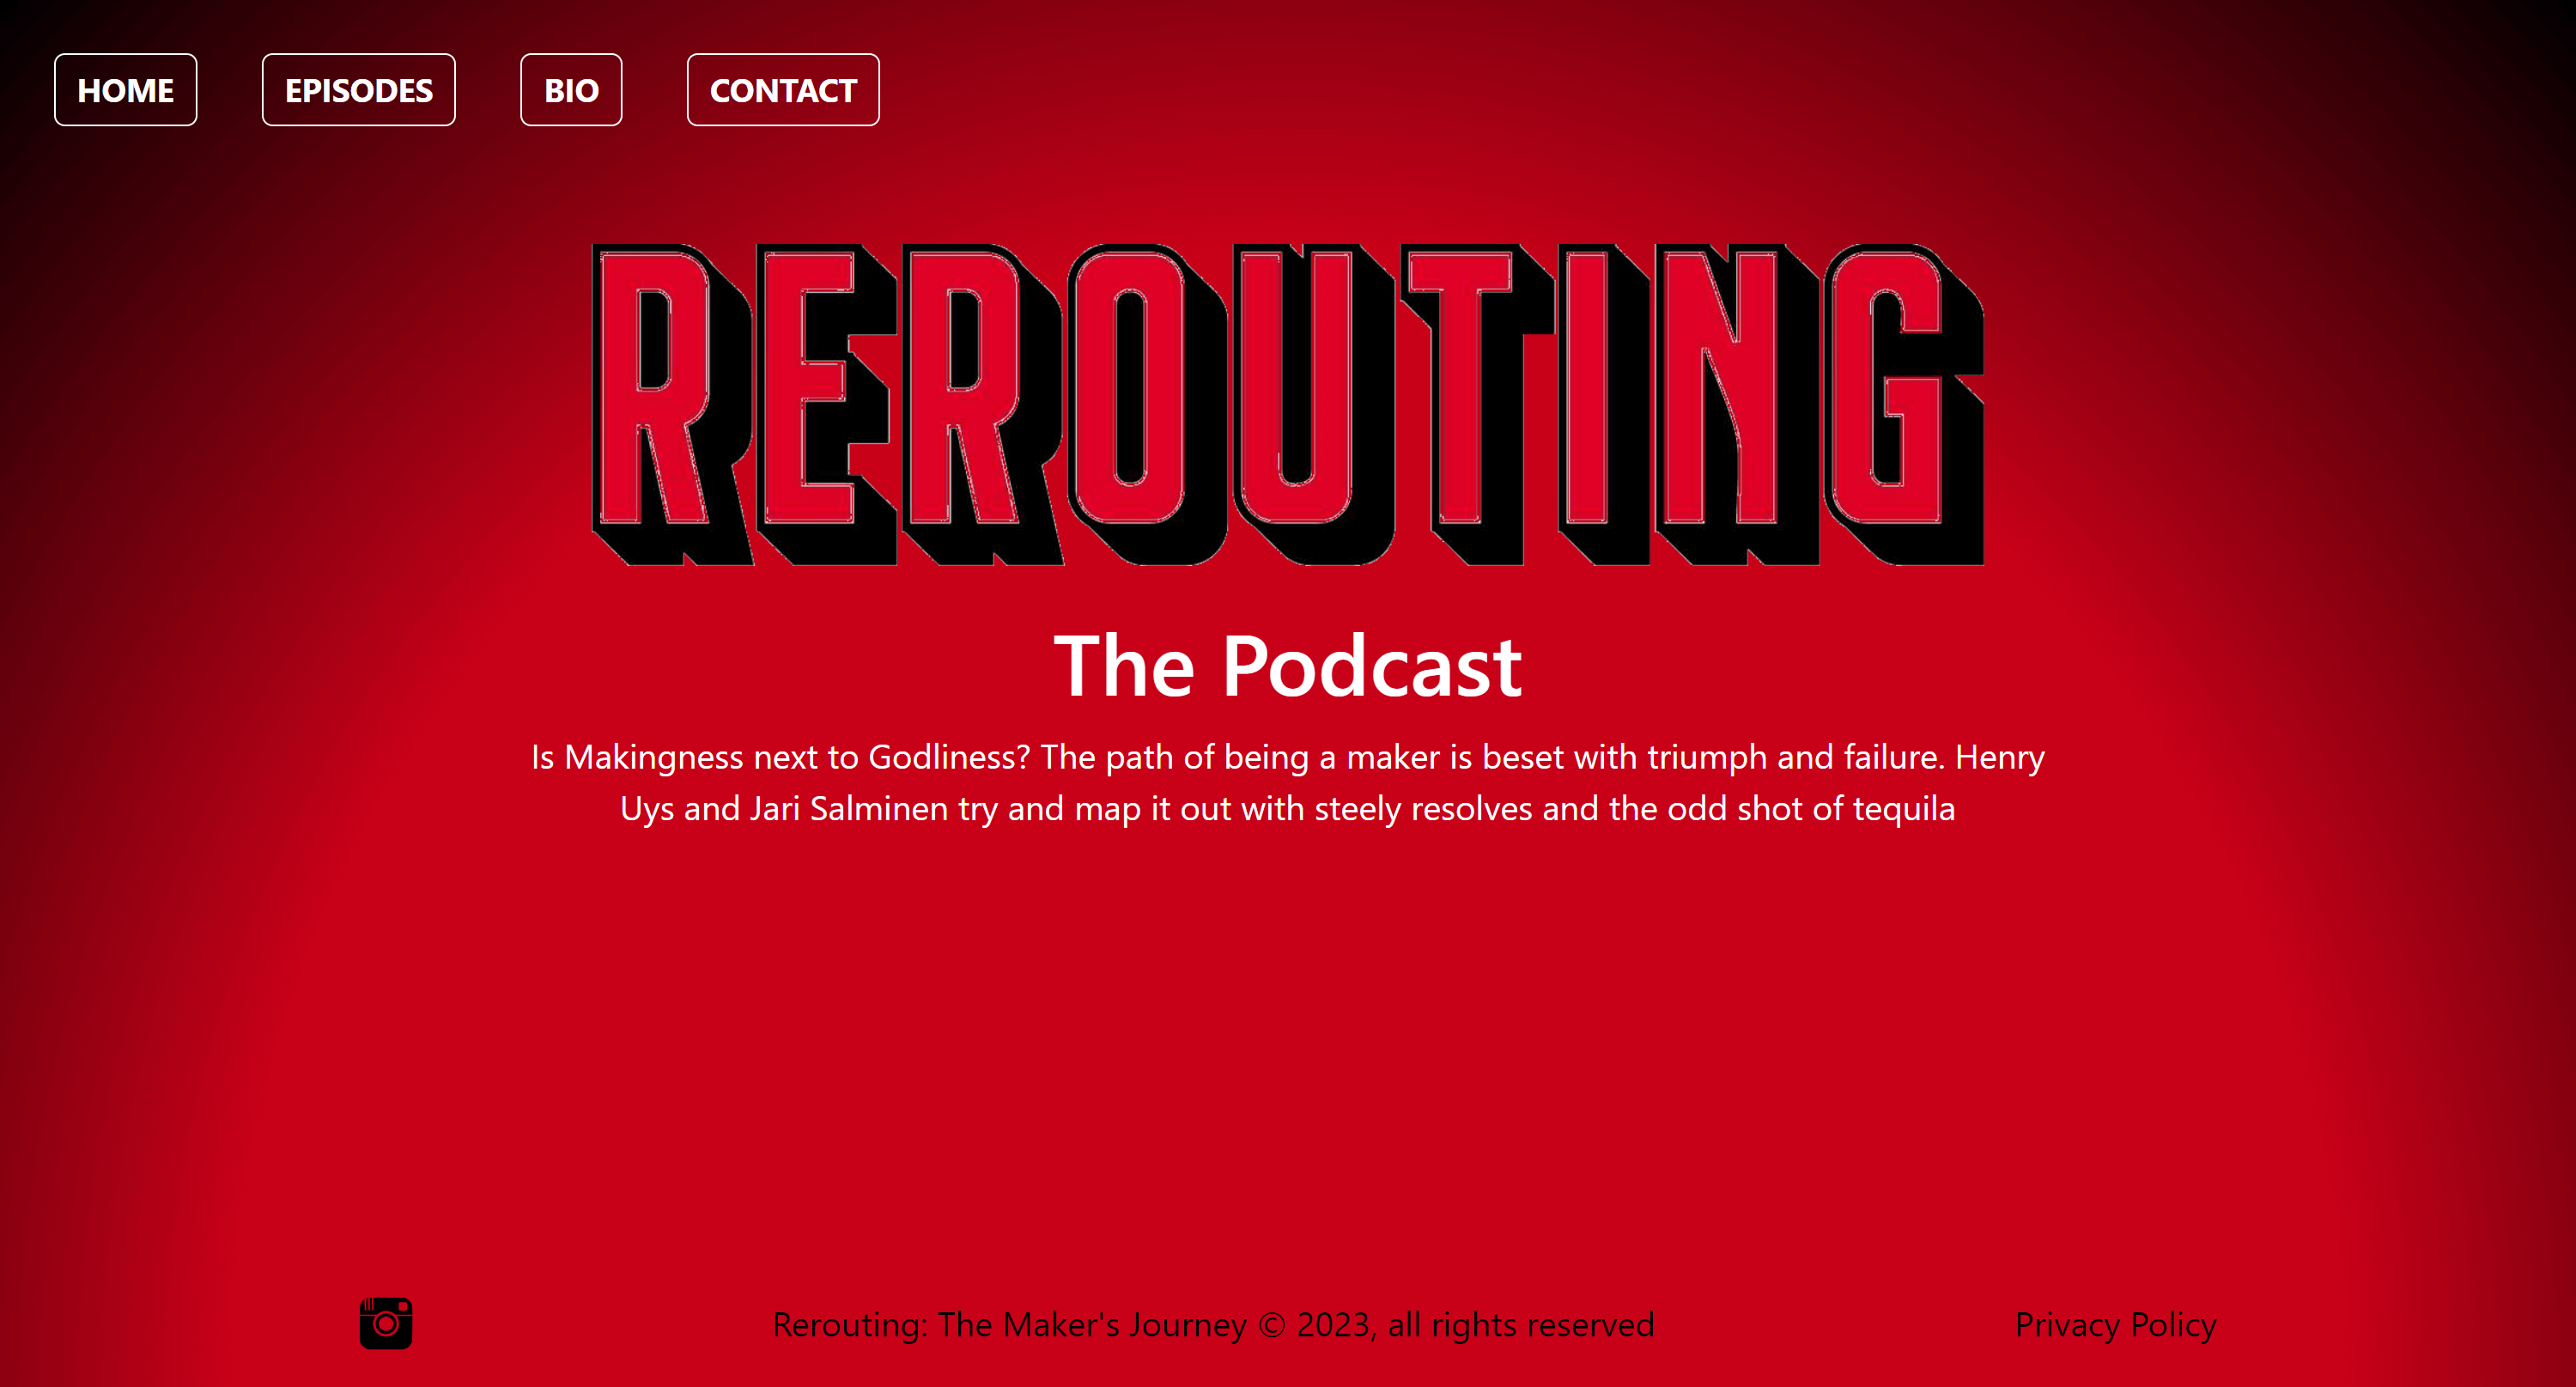 HOME EPISODES BIO CONTACT
REROUTING
The Podcast
Is Makingness next to Godliness? The path of being a maker is beset with triumph and failure. Henry
Uys and Jari Salminen try and map it out with steely resolves and the odd shot of tequila
Rerouting: The Maker's Journey © 2023, all rights reserved Privacy Policy